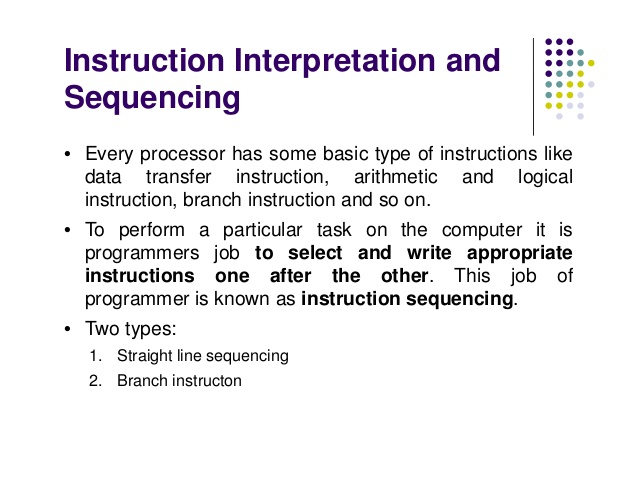 Instruction Interpretation and
Sequencing
• Every processor has some basic type of instructions like
data transfer instruction, arithmetic and logical
instruction, branch instruction and so on.
• To perform a particular task on the computer it is
programmers job to select and write appropriate
instructions one after the other. This job of
programmer is known as instruction sequencing.
• Two types:
1. Straight line sequencing
2. Branch instructon